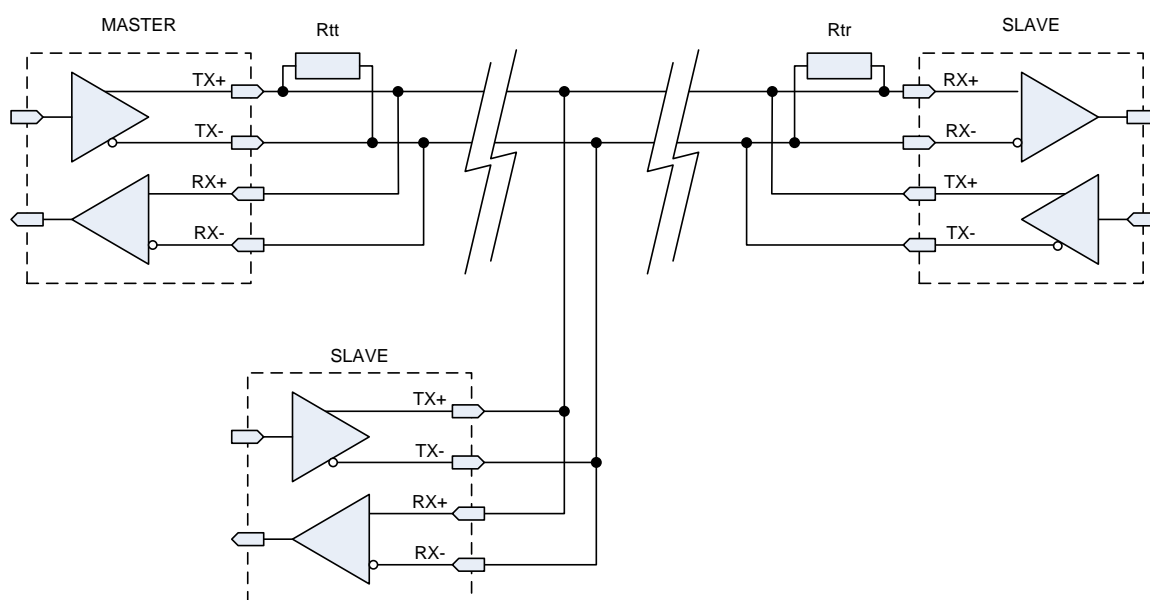 MASTER
Rtt
Rtr
SLAVE
TX+
TX-
RX+
RX-
RX+
RX-
TX+
TX-
SLAVE
TX+
TX-
RX+
RX-